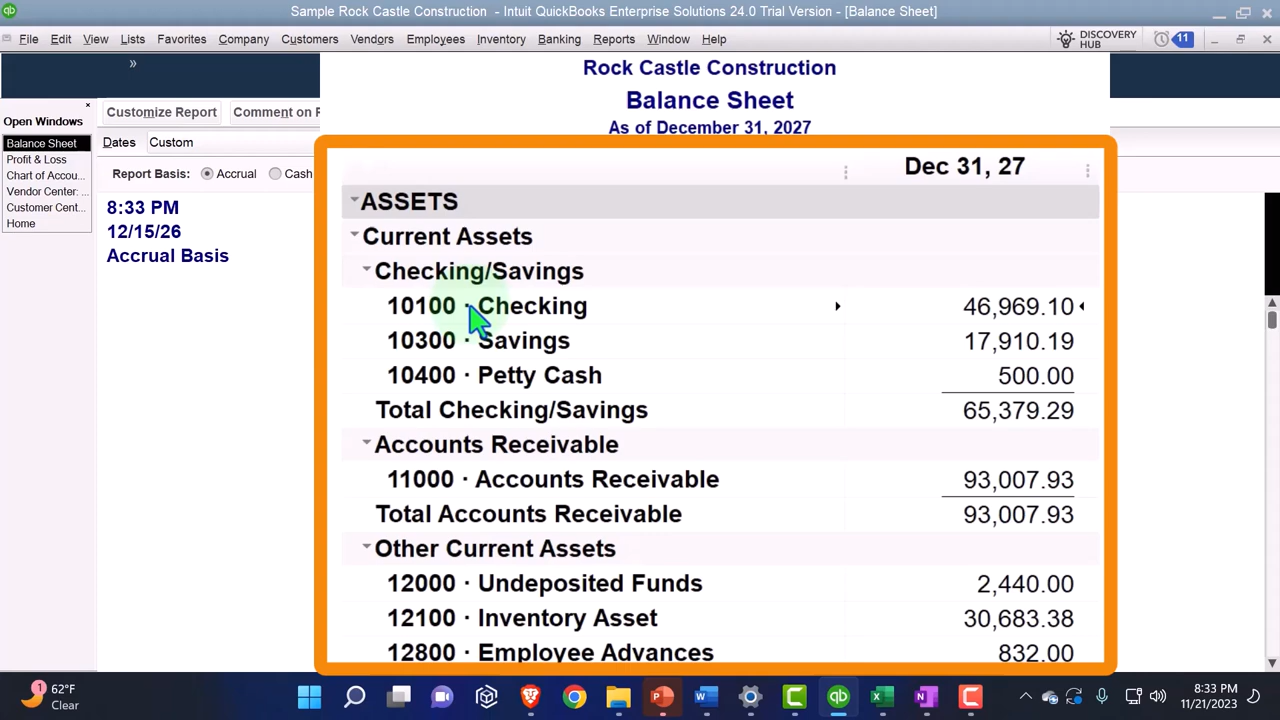 Sample Rock Castle Construction - Intuit QuickBooks Enterprise Solutions 24.0 Trial Version - [Balance Sheet]
File Edit View Lists Favorites Company Customers Vendors Employees Inventory Banking Reports Window Help
DISCOVERY HUB
11
»
Customize Report Comment on R
Open Windows
Balance Sheet
Profit & Loss
Chart of Accou...
Vendor Center: ...
Customer Cent...
Home
Dates Custom
Report Basis: Accrual Cash
8:33 PM
12/15/26
Accrual Basis
Rock Castle Construction
Balance Sheet
As of December 31, 2027
Dec 31, 27
ASSETS
Current Assets
Checking/Savings
10100 · Checking 46,969.10
10300 · Savings 17,910.19
10400 · Petty Cash 500.00
Total Checking/Savings 65,379.29
Accounts Receivable
11000 · Accounts Receivable 93,007.93
Total Accounts Receivable 93,007.93
Other Current Assets
12000 · Undeposited Funds 2,440.00
12100 · Inventory Asset 30,683.38
12800 · Employee Advances 832.00
1
62°F
Clear
8:33 PM
11/21/2023